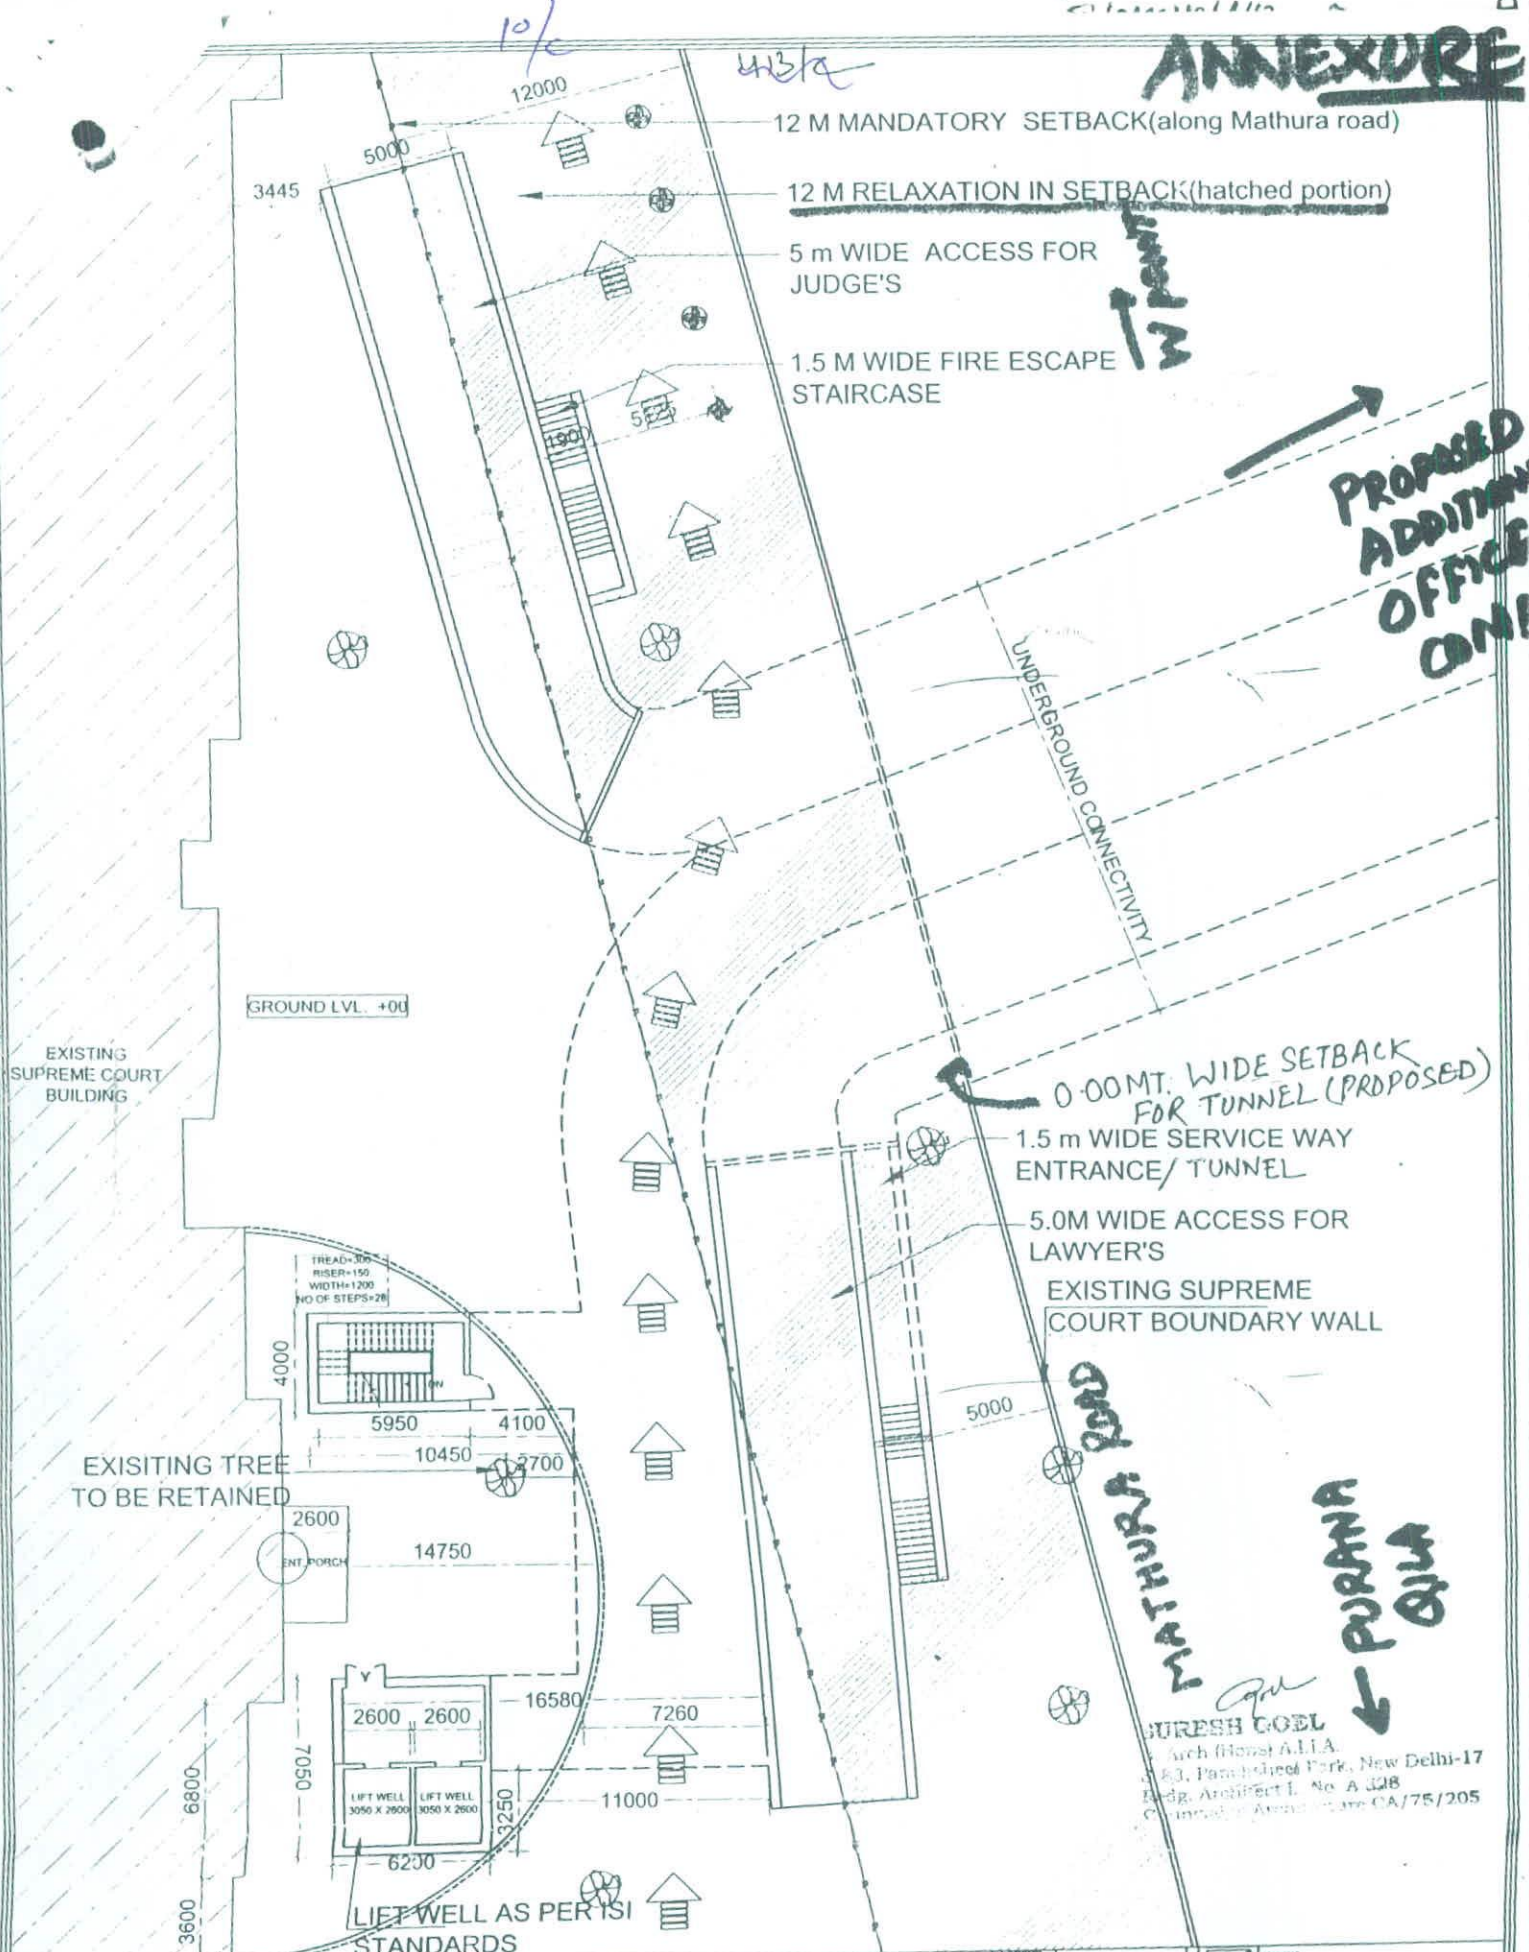 10/c
ANNEXURE
12000
12 M MANDATORY SETBACK(along Mathura road)
5000
3445
12 M RELAXATION IN SETBACK(hatched portion)
5 m WIDE ACCESS FOR
JUDGE'S
1.5 M WIDE FIRE ESCAPE
STAIRCASE
1900
PROPOSED
UNDERGROUND CONNECTIVITY
GROUND LVL. +00
EXISTING
SUPREME COURT
BUILDING
0.00 MT. WIDE SETBACK
FOR TUNNEL (PROPOSED)
1.5 m WIDE SERVICE WAY
ENTRANCE/ TUNNEL
5.0M WIDE ACCESS FOR
LAWYER'S
EXISTING SUPREME
COURT BOUNDARY WALL
TREAD=300
RISER=150
WIDTH=1200
NO OF STEPS=28
4000
DN
5950
4100
10450
2700
5000
MATHURA ROAD
EXISITING TREE
TO BE RETAINED
2600
ENT. PORCH
14750
PURANA
QILA
16580
7260
2600
2600
7050
6800
LIFT WELL
3050 X 2600
LIFT WELL
3050 X 2600
3250
11000
6200
3600
LIFT WELL AS PER ISI
STANDARDS
SURESH GOEL
Arch (Hons) A.I.I.A.
New Delhi-17
CA/75/205